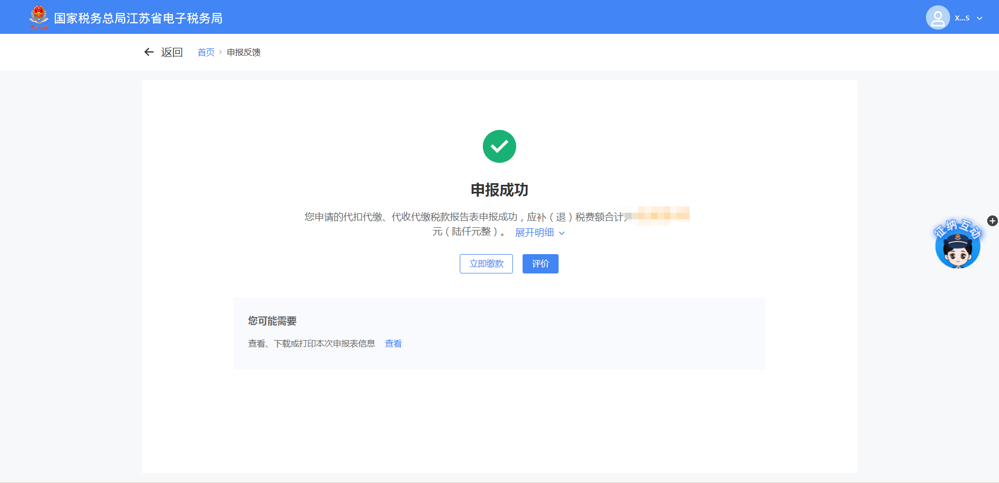 国家税务总局江苏省电子税务局
x...s
返回 首页 > 申报反馈
申报成功
您申请的代扣代缴、代收代缴税款报告表申报成功，应补（退）税费额合计
元（陆仟元整）。 展开明细
立即缴款 评价
征纳互动
您可能需要
查看、下载或打印本次申报表信息 查看